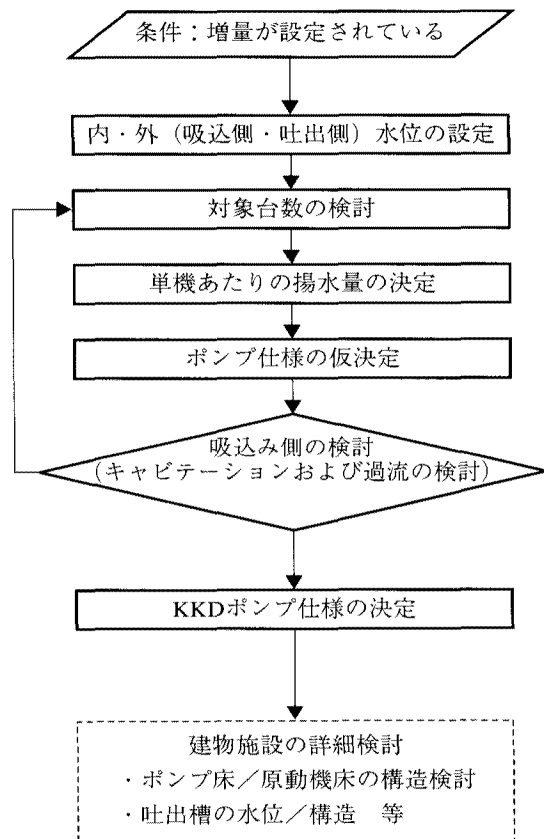 条件：増量が設定されている
内・外（吸込側・吐出側）水位の設定
対象台数の検討
単機あたりの揚水量の決定
ポンプ仕様の仮決定
吸込み側の検討
(キャビテーションおよび過流の検討)
KKDポンプ仕様の決定
建物施設の詳細検討
・ポンプ床／原動機床の構造検討
・吐出槽の水位／構造　等